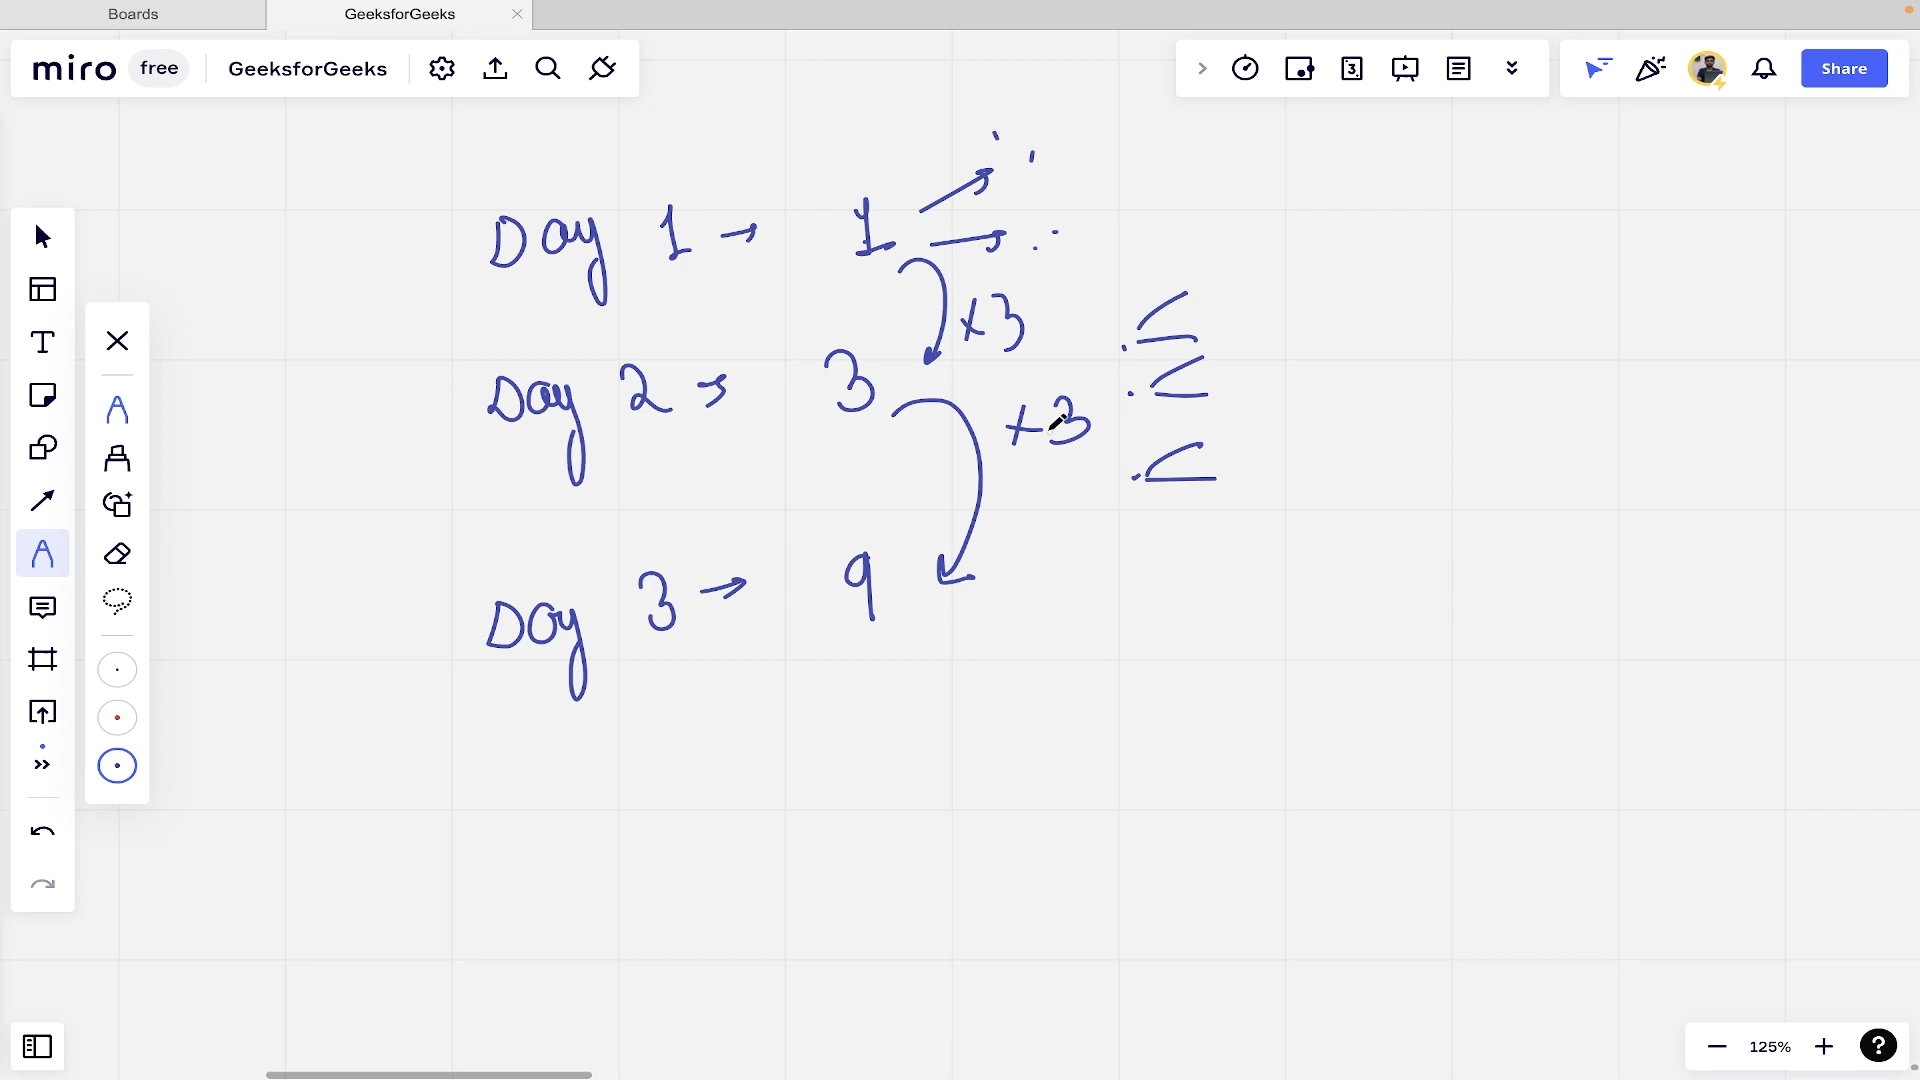 Boards
GeeksforGeeks
miro free GeeksforGeeks
Share
Day 1 → 1
×3
Day 2 → 3
×3
Day 3 → 9
125%